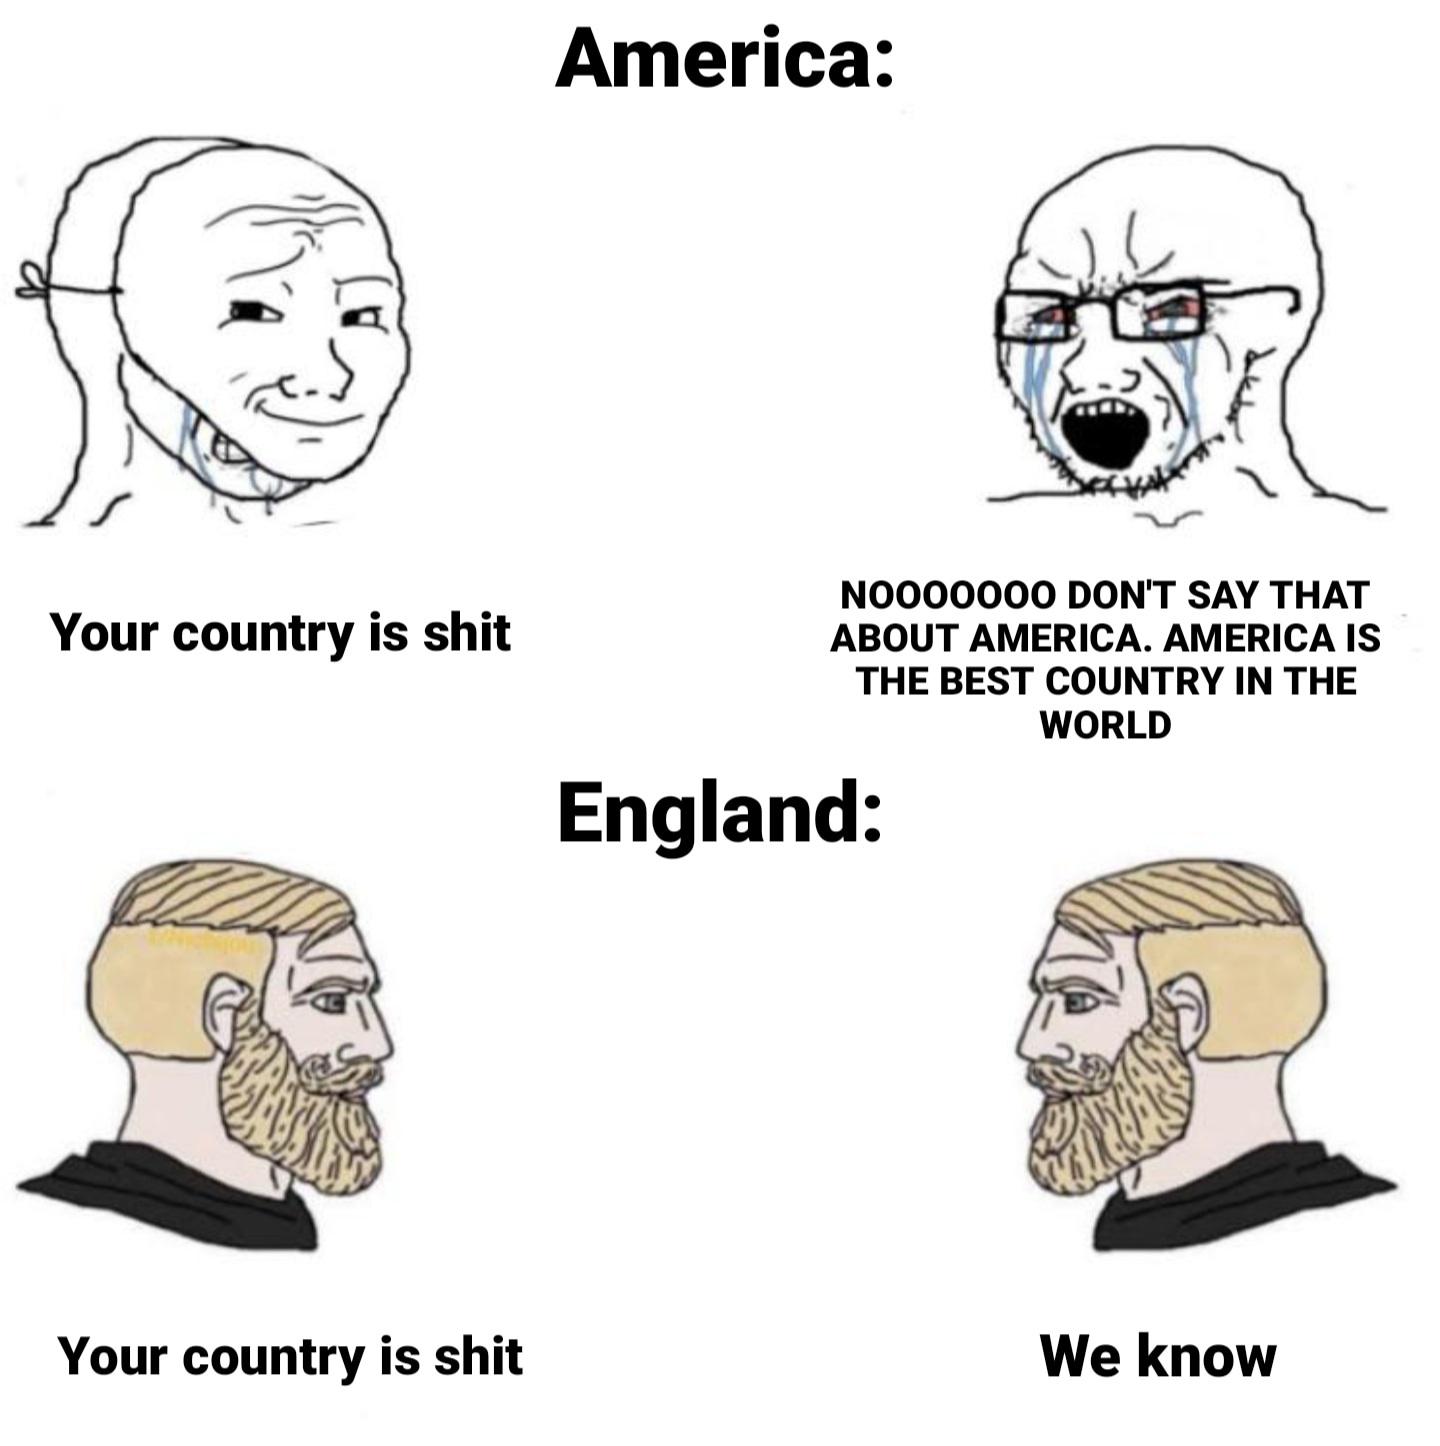 America:
Your country is shit
NOOOOOOO DON'T SAY THAT
ABOUT AMERICA. AMERICA IS
THE BEST COUNTRY IN THE
WORLD
England:
Your country is shit
We know